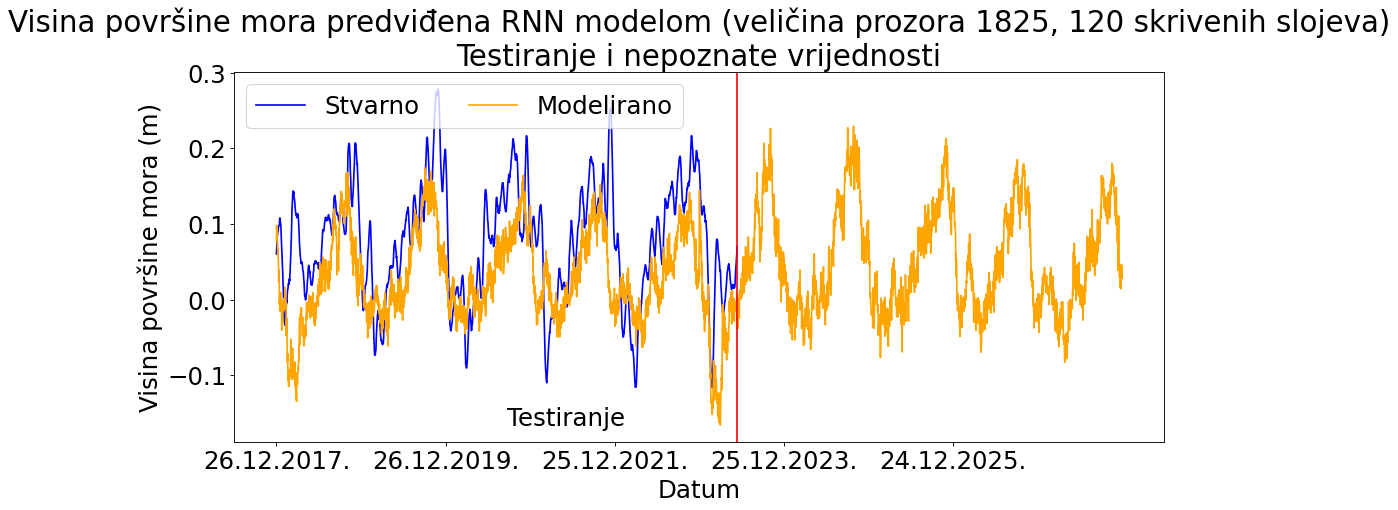 Visina površine mora predviđena RNN modelom (veličina prozora 1825, 120 skrivenih slojeva)
Testiranje i nepoznate vrijednosti
Stvarno
Modelirano
Visina površine mora (m)
0.3
0.2
0.1
0.0
−0.1
Testiranje
26.12.2017.
26.12.2019.
25.12.2021.
25.12.2023.
24.12.2025.
Datum